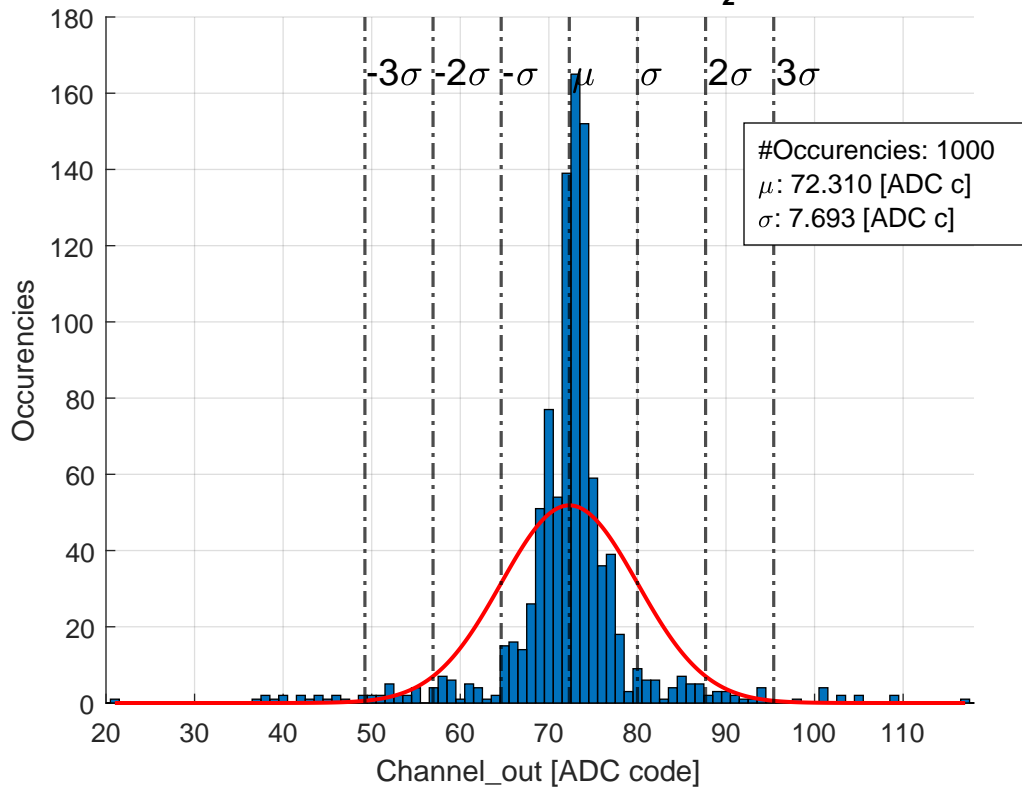 2
180
160
140
120
100
80
60
40
20
0
-3σ -2σ -σ μ σ 2σ 3σ
#Occurencies: 1000
μ: 72.310 [ADC c]
σ: 7.693 [ADC c]
Occurencies
20 30 40 50 60 70 80 90 100 110
Channel_out [ADC code]